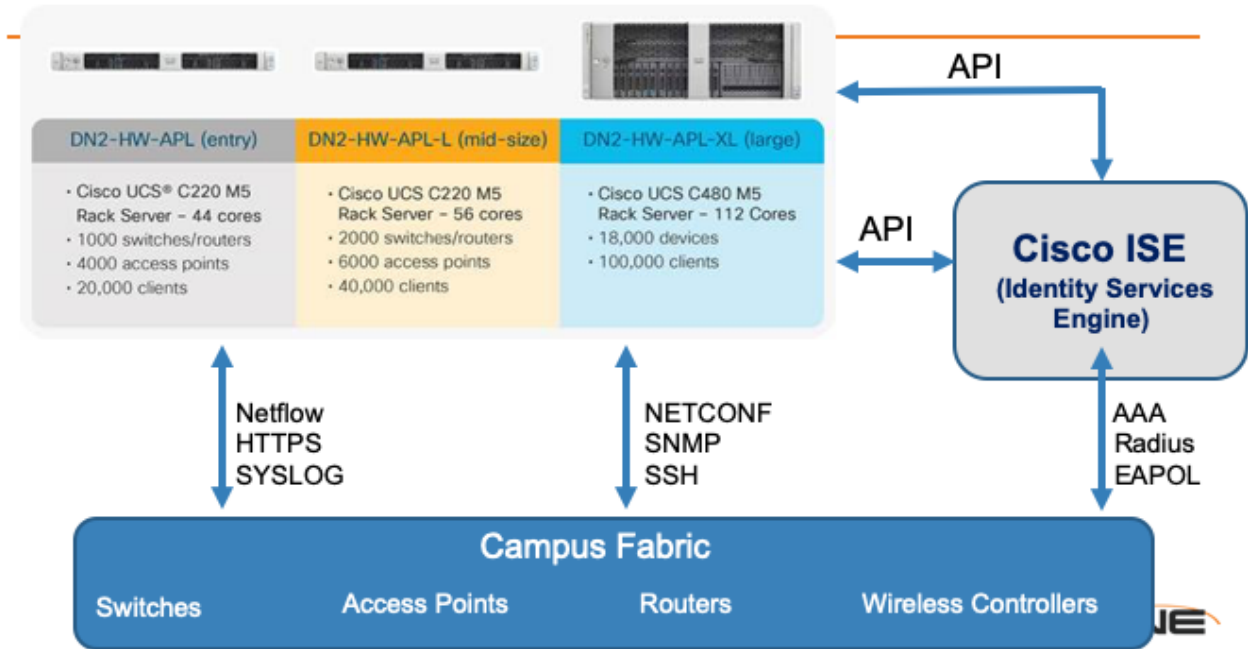 API
DN2-HW-APL (entry)
· Cisco UCS® C220 M5
Rack Server – 44 cores
· 1000 switches/routers
· 4000 access points
· 20,000 clients
DN2-HW-APL-L (mid-size)
· Cisco UCS C220 M5
Rack Server – 56 cores
· 2000 switches/routers
· 6000 access points
· 40,000 clients
DN2-HW-APL-XL (large)
· Cisco UCS C480 M5
Rack Server – 112 Cores
· 18,000 devices
· 100,000 clients
API
Cisco ISE
(Identity Services
Engine)
Netflow
HTTPS
SYSLOG
NETCONF
SNMP
SSH
AAA
Radius
EAPOL
Campus Fabric
Switches
Access Points
Routers
Wireless Controllers